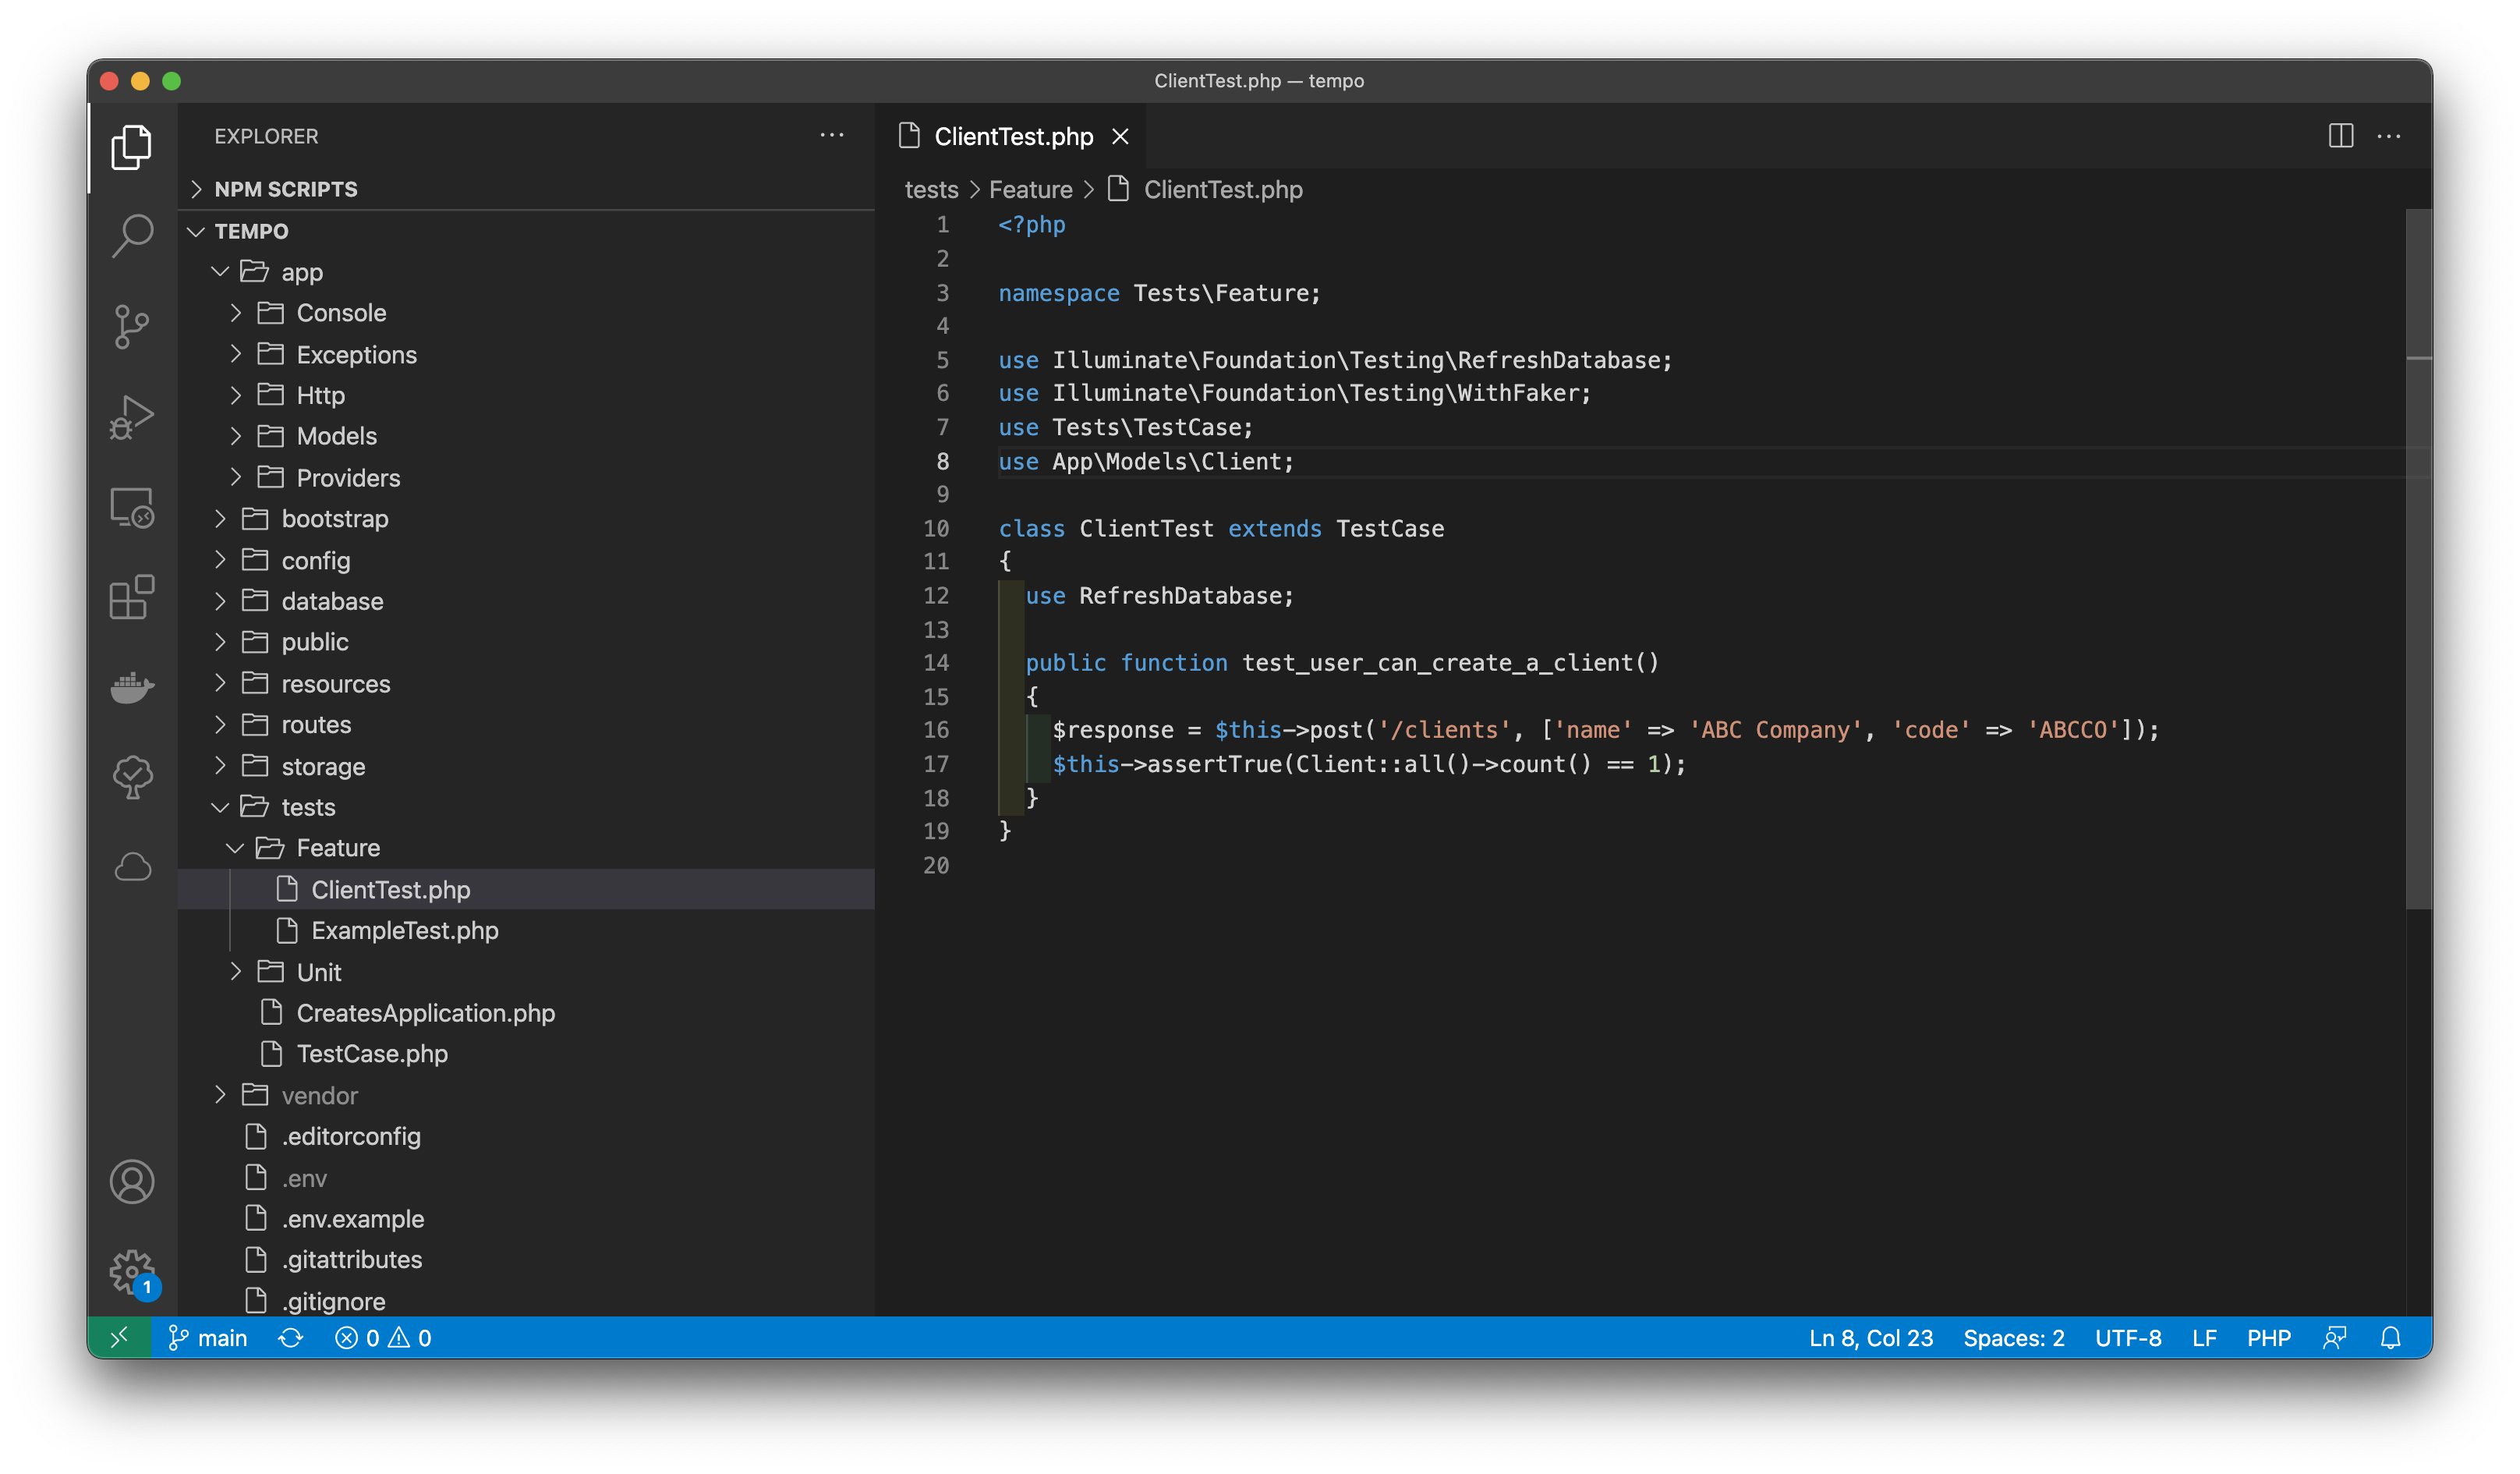 ClientTest.php — tempo
EXPLORER
NPM SCRIPTS
TEMPO
app
Console
Exceptions
Http
Models
Providers
bootstrap
config
database
public
resources
routes
storage
tests
Feature
ClientTest.php
ExampleTest.php
Unit
CreatesApplication.php
TestCase.php
vendor
.editorconfig
.env
.env.example
.gitattributes
.gitignore
1
ClientTest.php
tests > Feature > ClientTest.php
1 <?php
2
3 namespace Tests\Feature;
4
5 use Illuminate\Foundation\Testing\RefreshDatabase;
6 use Illuminate\Foundation\Testing\WithFaker;
7 use Tests\TestCase;
8 use App\Models\Client;
9
10 class ClientTest extends TestCase
11 {
12   use RefreshDatabase;
13
14   public function test_user_can_create_a_client()
15   {
16     $response = $this->post('/clients', ['name' => 'ABC Company', 'code' => 'ABCCO']);
17     $this->assertTrue(Client::all()->count() == 1);
18   }
19 }
20
main 0 0 Ln 8, Col 23 Spaces: 2 UTF-8 LF PHP